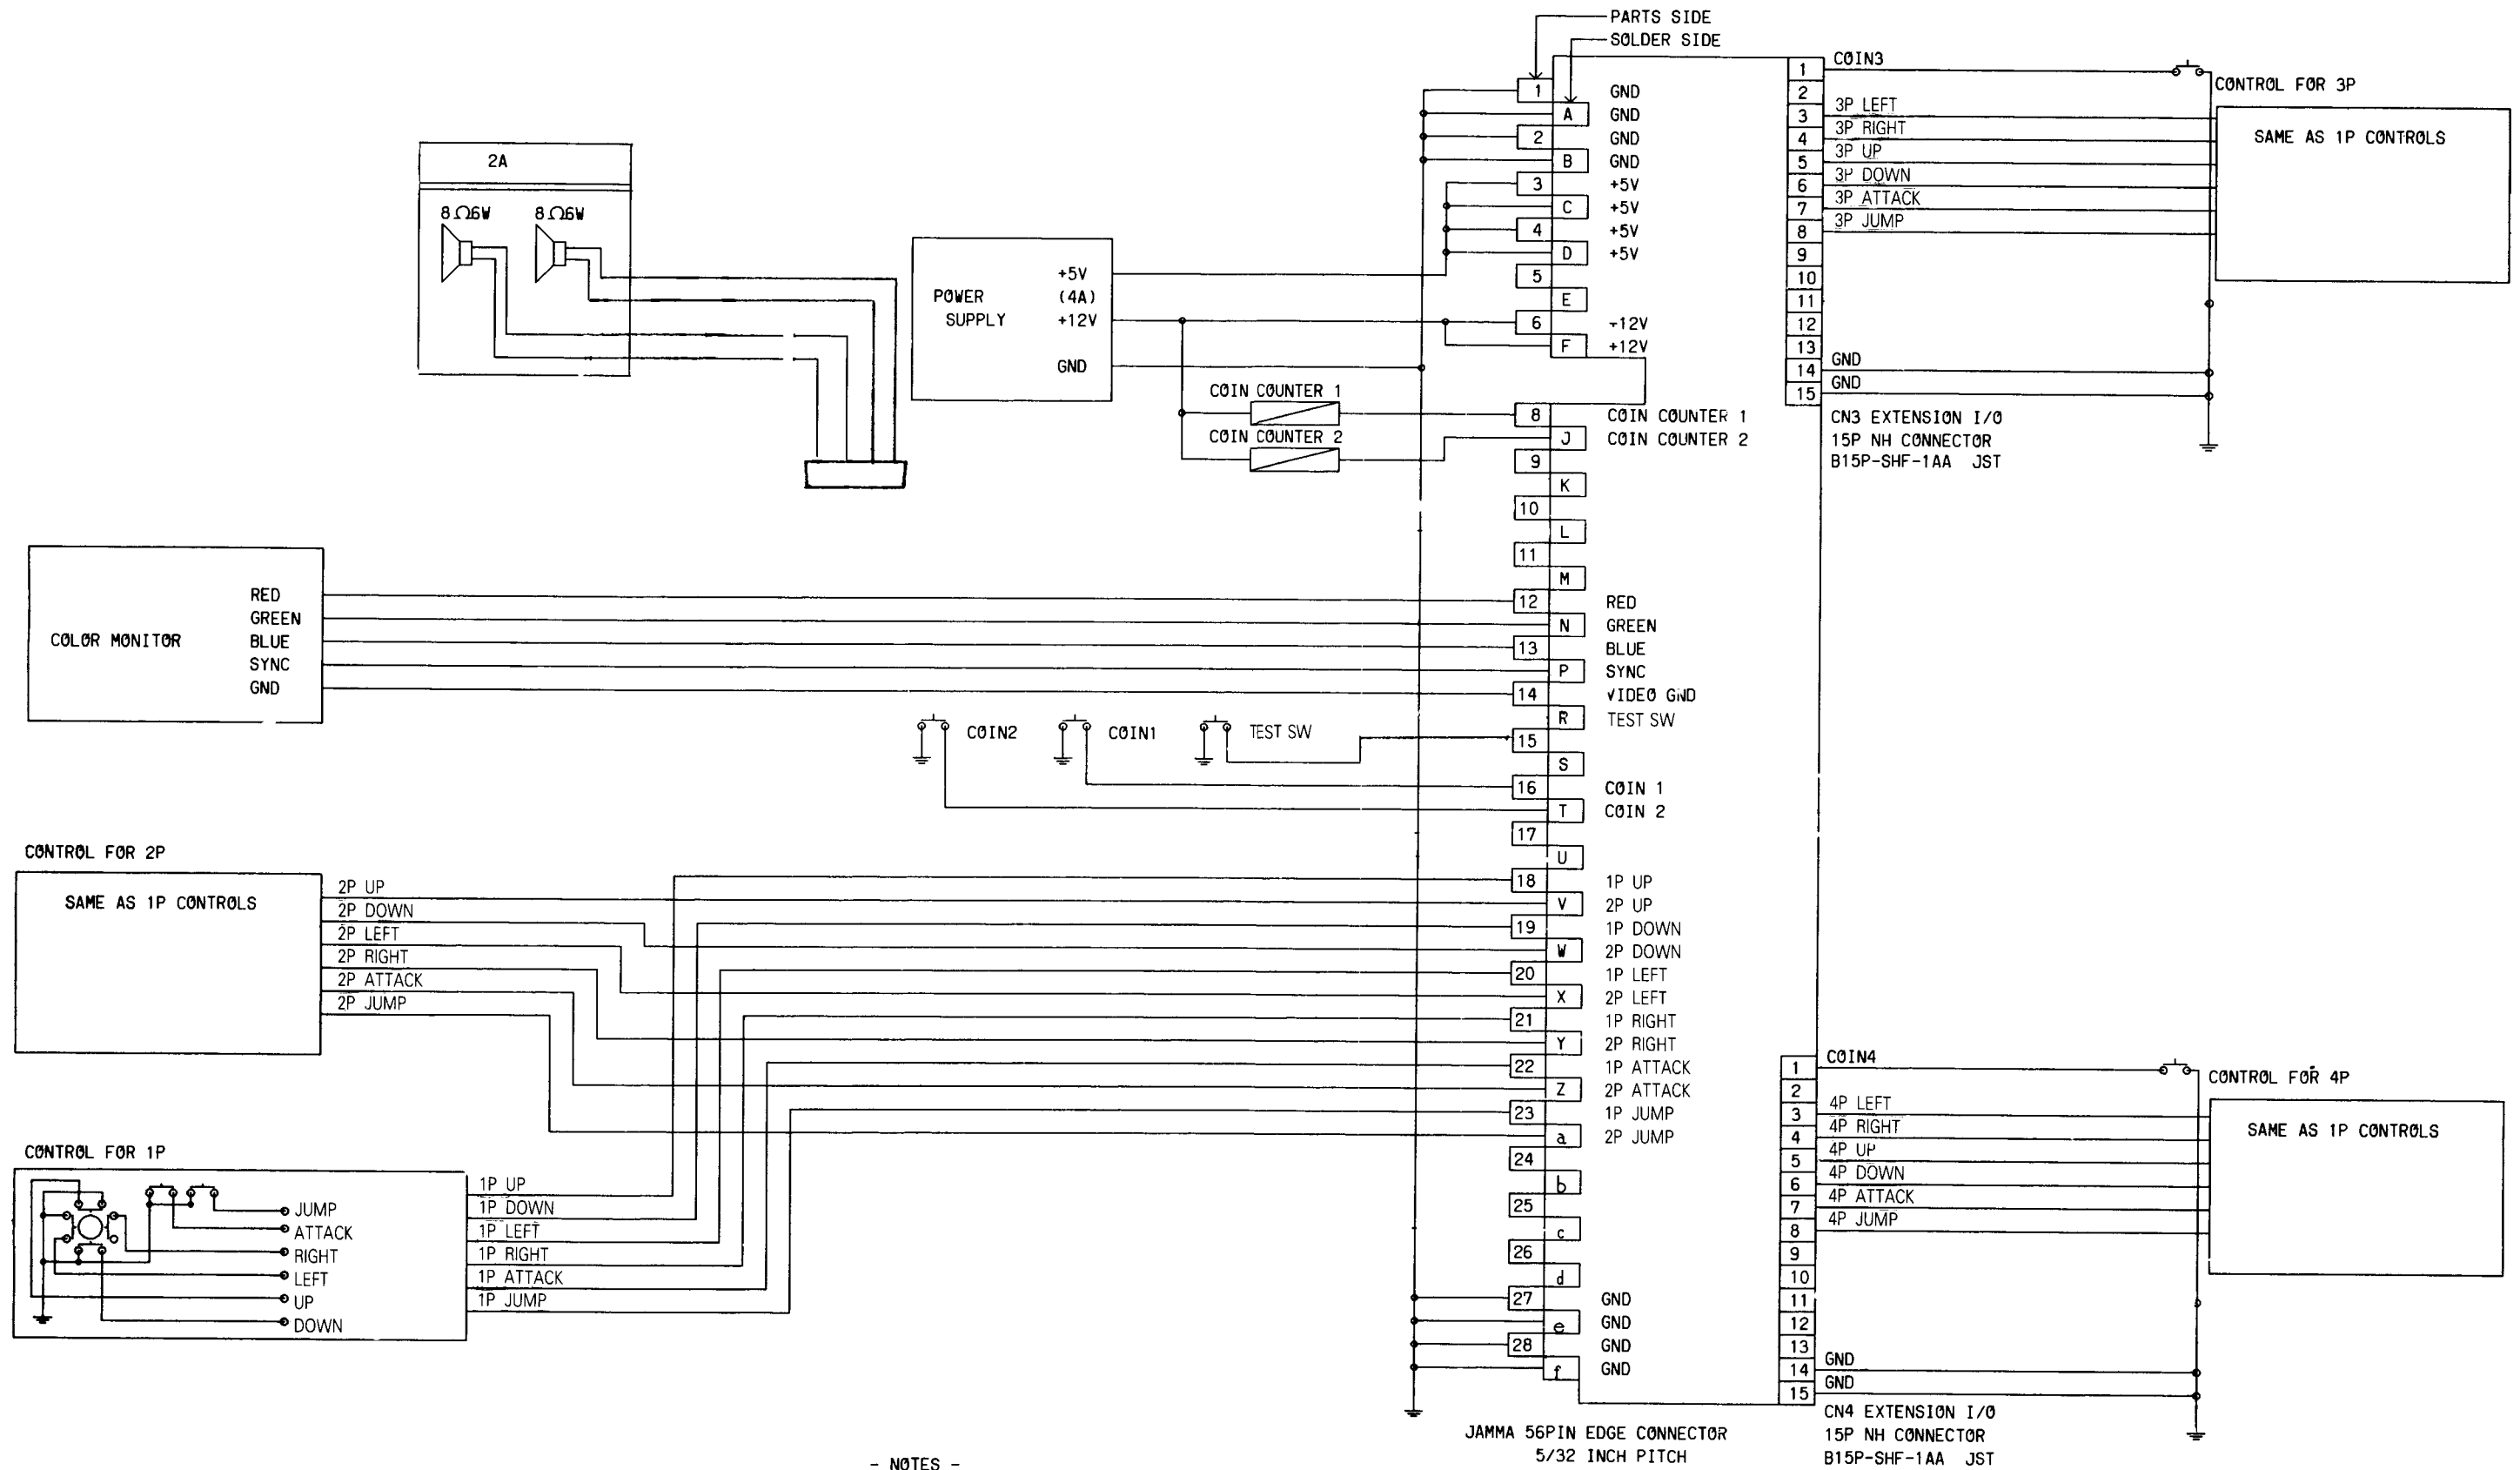 PARTS SIDE
SOLDER SIDE
2A
8Ω6W 8Ω6W
POWER
SUPPLY
+5V
(4A)
+12V
GND
COIN COUNTER 1
COIN COUNTER 2
COLOR MONITOR
RED
GREEN
BLUE
SYNC
GND
COIN2
COIN1
TEST SW
CONTROL FOR 2P
SAME AS 1P CONTROLS
2P UP
2P DOWN
2P LEFT
2P RIGHT
2P ATTACK
2P JUMP
CONTROL FOR 1P
JUMP
ATTACK
RIGHT
LEFT
UP
DOWN
1P UP
1P DOWN
1P LEFT
1P RIGHT
1P ATTACK
1P JUMP
1 GND
A GND
2 GND
B GND
3 +5V
C +5V
4 +5V
D +5V
5
E
6 +12V
F +12V
8 COIN COUNTER 1
J COIN COUNTER 2
9
K
10
L
11
M
12 RED
N GREEN
13 BLUE
P SYNC
14 VIDEO GND
R TEST SW
15
S
16 COIN 1
T COIN 2
17
U
18 1P UP
V 2P UP
19 1P DOWN
W 2P DOWN
20 1P LEFT
X 2P LEFT
21 1P RIGHT
Y 2P RIGHT
22 1P ATTACK
Z 2P ATTACK
23 1P JUMP
a 2P JUMP
24
b
25
c
26
d
27 GND
e GND
28 GND
f GND
JAMMA 56PIN EDGE CONNECTOR
5/32 INCH PITCH
1 COIN3
2
3 3P LEFT
4 3P RIGHT
5 3P UP
6 3P DOWN
7 3P ATTACK
8 3P JUMP
9
10
11
12
13
14 GND
15 GND
CONTROL FOR 3P
SAME AS 1P CONTROLS
CN3 EXTENSION I/O
15P NH CONNECTOR
B15P-SHF-1AA JST
1 COIN4
2
3 4P LEFT
4 4P RIGHT
5 4P UP
6 4P DOWN
7 4P ATTACK
8 4P JUMP
9
10
11
12
13
14 GND
15 GND
CONTROL FOR 4P
SAME AS 1P CONTROLS
CN4 EXTENSION I/O
15P NH CONNECTOR
B15P-SHF-1AA JST
- NOTES -